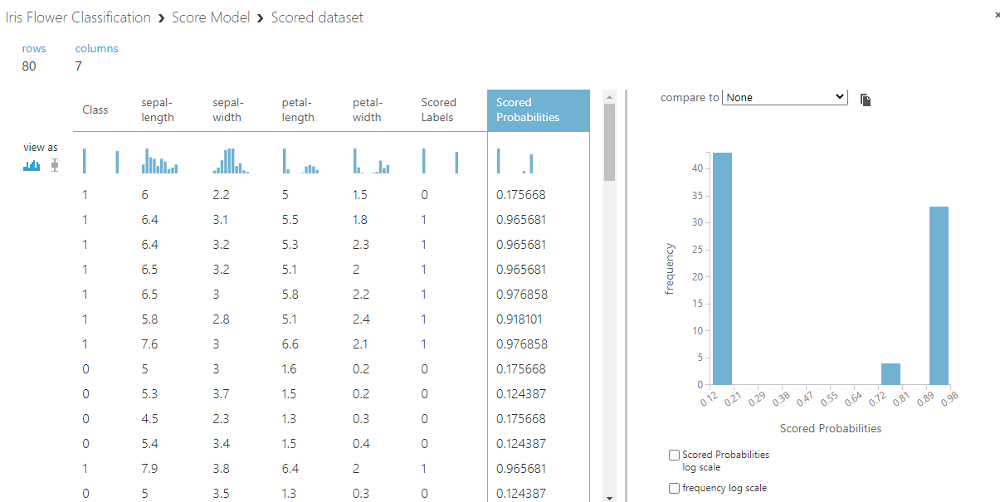 Iris Flower Classification › Score Model › Scored dataset
×
rows columns
80 7
Class sepal-length sepal-width petal-length petal-width Scored Labels Scored Probabilities
view as
1 6 2.2 5 1.5 0 0.175668
1 6.4 3.1 5.5 1.8 1 0.965681
1 6.4 3.2 5.3 2.3 1 0.965681
1 6.5 3.2 5.1 2 1 0.965681
1 6.5 3 5.8 2.2 1 0.976858
1 5.8 2.8 5.1 2.4 1 0.918101
1 7.6 3 6.6 2.1 1 0.976858
0 5 3 1.6 0.2 0 0.175668
0 5.3 3.7 1.5 0.2 0 0.124387
0 4.5 2.3 1.3 0.3 0 0.175668
0 5.4 3.4 1.5 0.4 0 0.124387
1 7.9 3.8 6.4 2 1 0.965681
0 5 3.5 1.3 0.3 0 0.124387
compare to None
frequency
40
35
30
25
20
15
10
5
0
0.12 0.21 0.29 0.38 0.47 0.55 0.64 0.72 0.81 0.89 0.98
Scored Probabilities
Scored Probabilities
log scale
frequency log scale